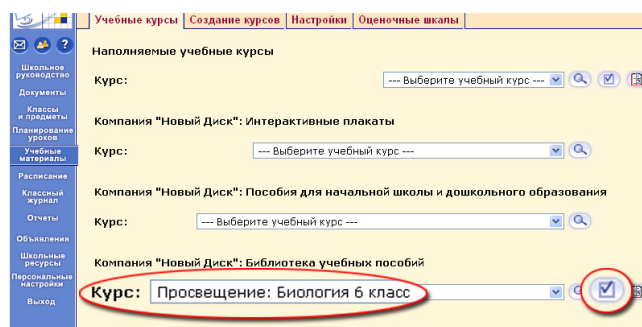 Учебные курсы Создание курсов Настройки Оценочные шкалы
Наполняемые учебные курсы
Курс: --- Выберите учебный курс ---
Компания "Новый Диск": Интерактивные плакаты
Курс: --- Выберите учебный курс ---
Компания "Новый Диск": Пособия для начальной школы и дошкольного образования
Курс: --- Выберите учебный курс ---
Компания "Новый Диск": Библиотека учебных пособий
Курс: Просвещение: Биология 6 класс
?
Школьное
руководство
Документы
Классы
и предметы
Планирование
уроков
Учебные
материалы
Расписание
Классный
журнал
Отчеты
Объявления
Школьные
ресурсы
Персональные
настройки
Выход